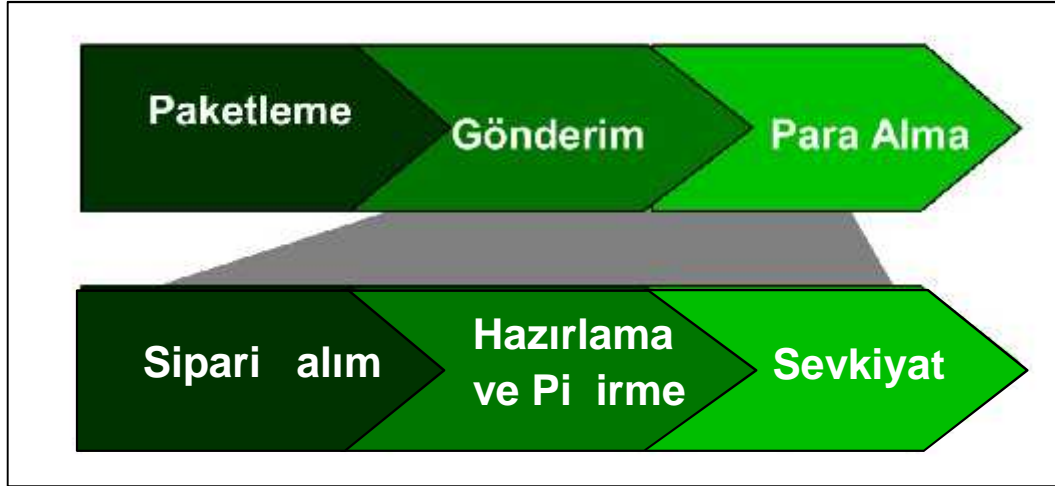 Paketleme
Gönderim
Para Alma
Sipari alım
Hazırlama
ve Pi irme
Sevkiyat